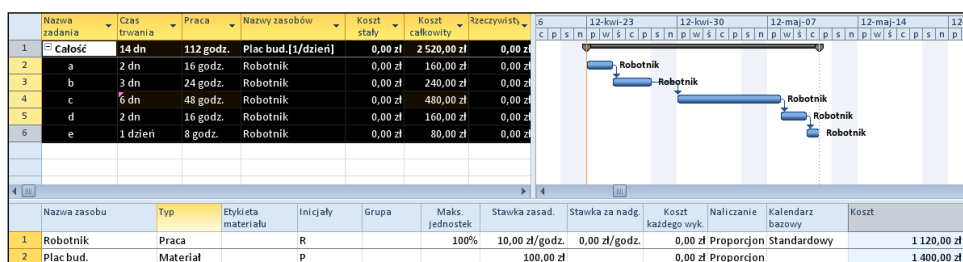 Nazwa zadania Czas trwania Praca Nazwy zasobów Koszt stały Koszt całkowity Rzeczywisty
1 Całość 14 dn 112 godz. Plac bud.[1/dzień] 0,00 zł 2 520,00 zł 0,00 zł
2 a 2 dn 16 godz. Robotnik 0,00 zł 160,00 zł 0,00 zł
3 b 3 dn 24 godz. Robotnik 0,00 zł 240,00 zł 0,00 zł
4 c 6 dn 48 godz. Robotnik 0,00 zł 480,00 zł 0,00 zł
5 d 2 dn 16 godz. Robotnik 0,00 zł 160,00 zł 0,00 zł
6 e 1 dzień 8 godz. Robotnik 0,00 zł 80,00 zł 0,00 zł
.6 12-kwi-23 12-kwi-30 12-maj-07 12-maj-14 12
c p s n p w ś c p s n p w ś c p s n p w ś c p s n p w ś c p s n p
Robotnik
Robotnik
Robotnik
Robotnik
Robotnik
Nazwa zasobu Typ Etykieta materiału Inicjały Grupa Maks. jednostek Stawka zasad. Stawka za nadg. Koszt każdego wyk. Naliczanie Kalendarz bazowy Koszt
1 Robotnik Praca R 100% 10,00 zł/godz. 0,00 zł/godz. 0,00 zł Proporcjon Standardowy 1 120,00 zł
2 Plac bud. Materiał P 100,00 zł 0,00 zł Proporcjon 1 400,00 zł